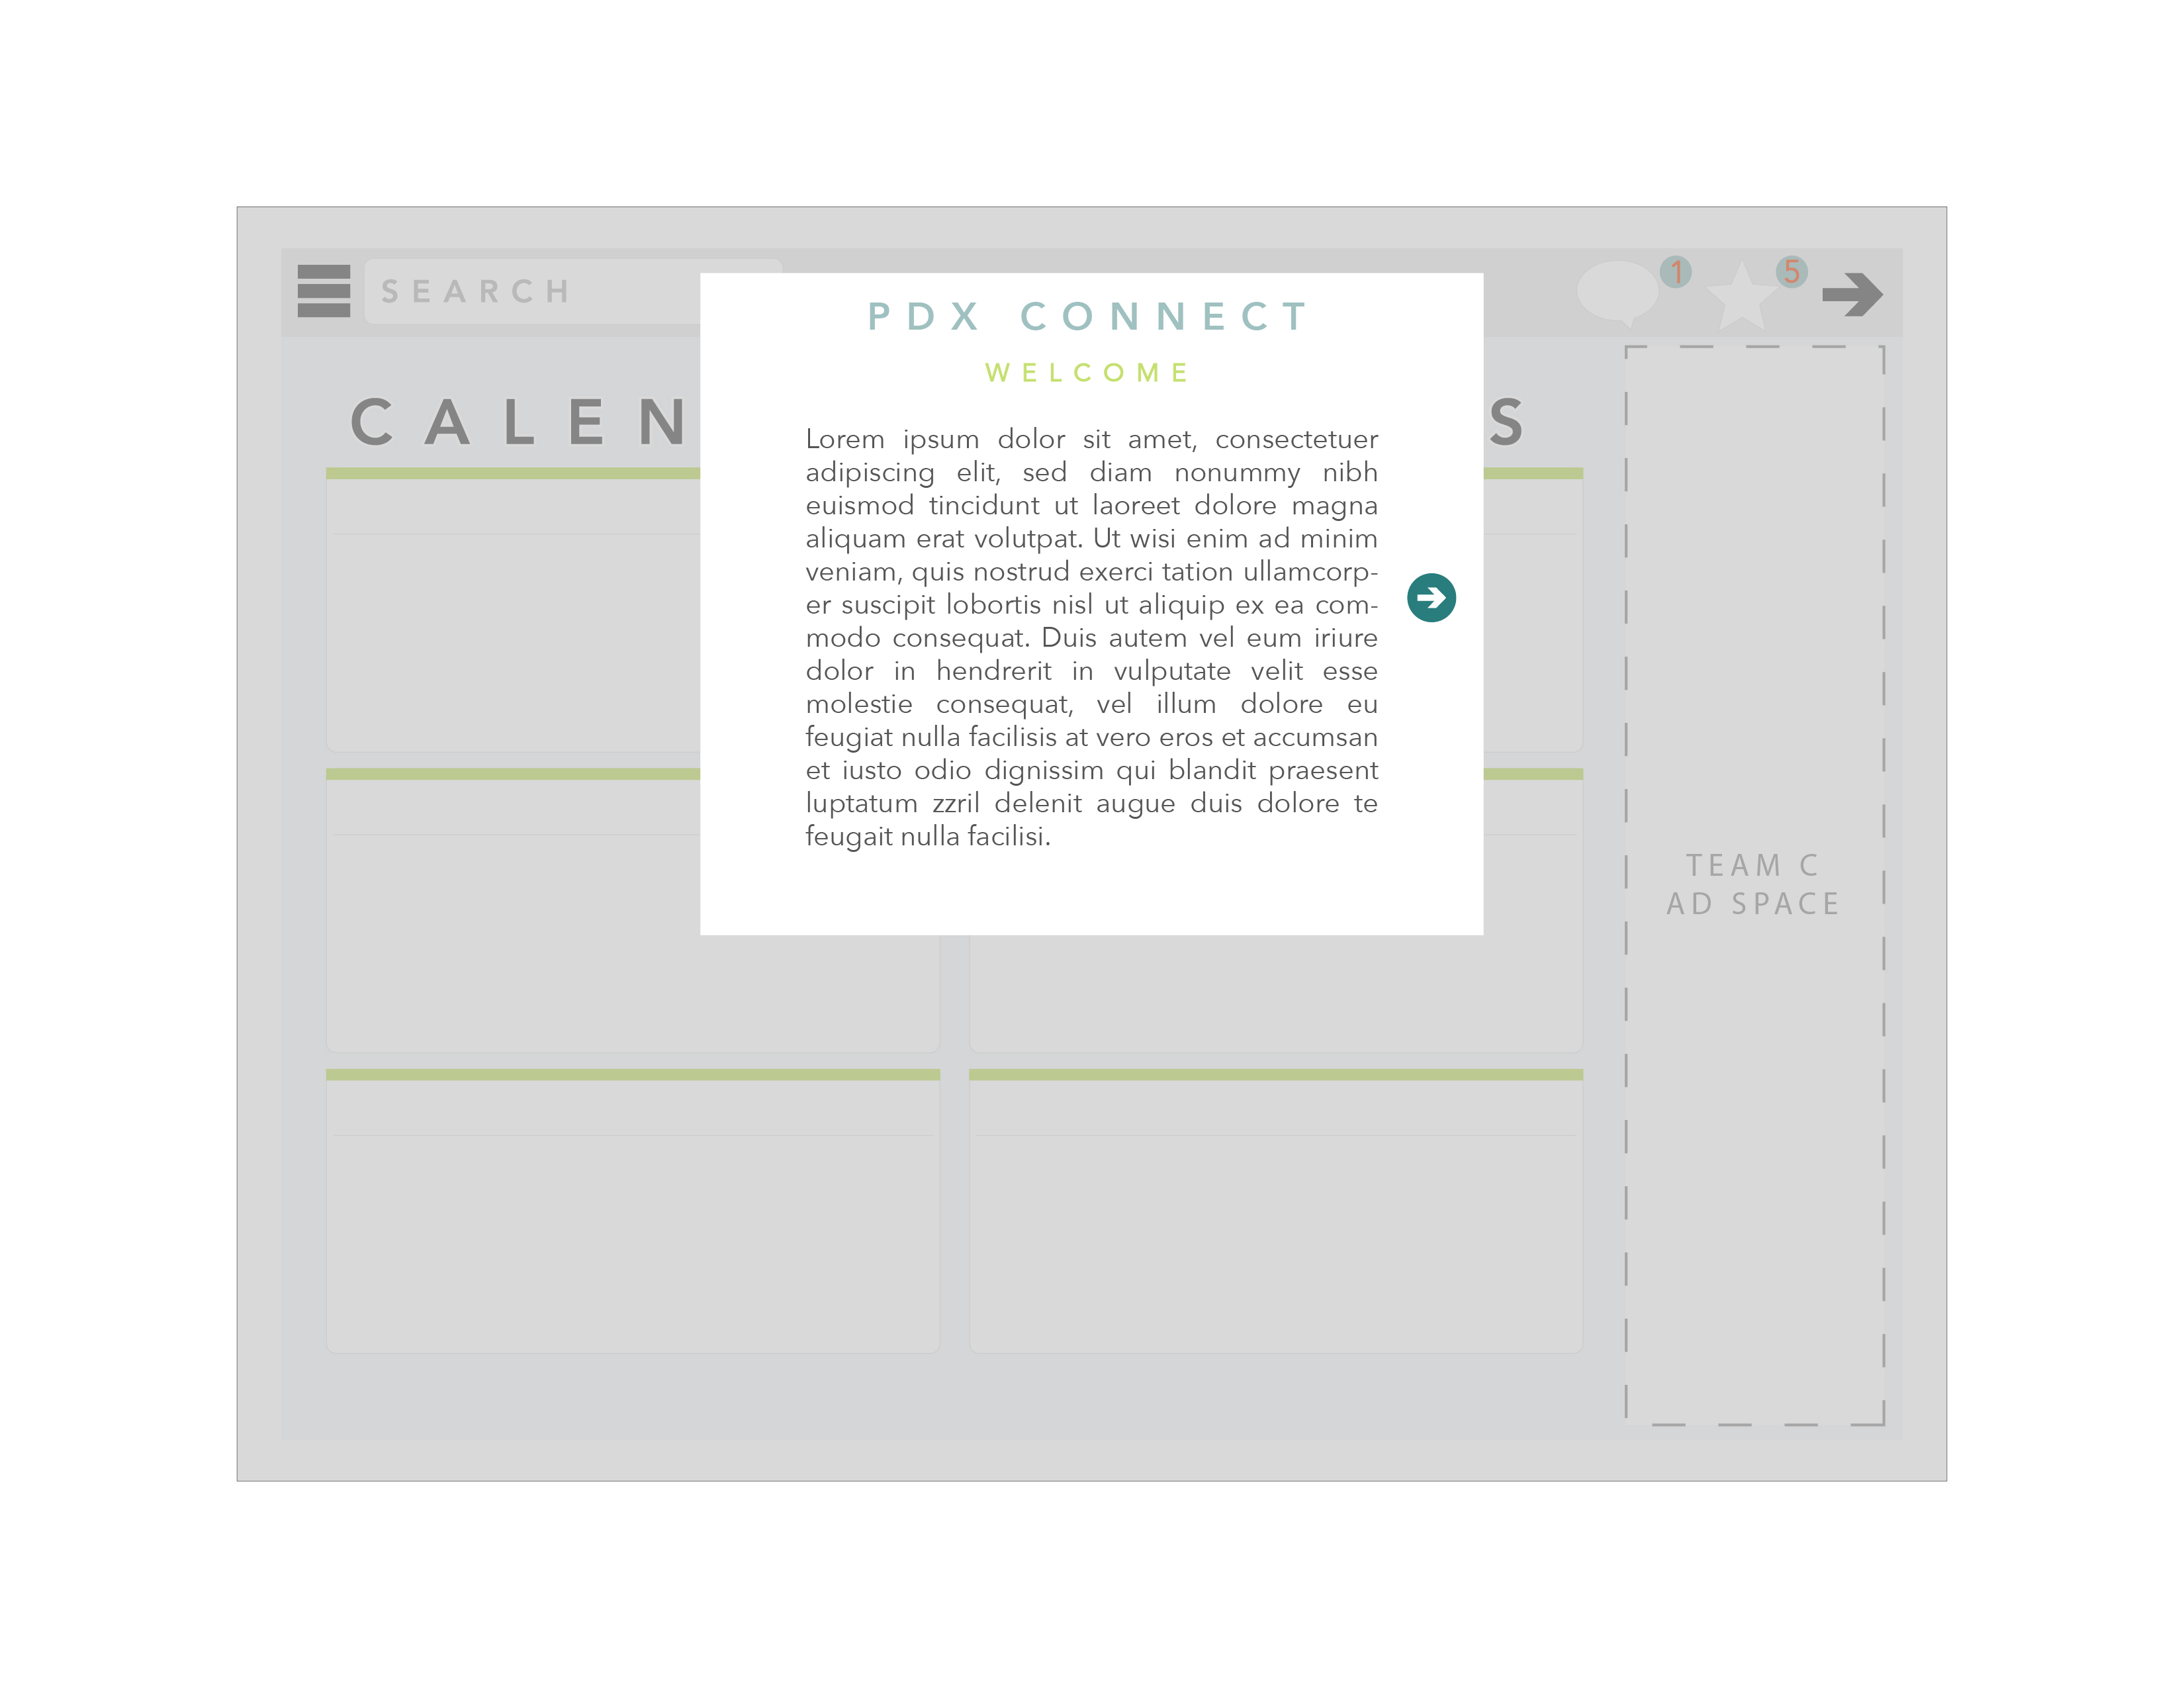 SEARCH
1
5
PDX CONNECT
WELCOME
CALEN
S
Lorem ipsum dolor sit amet, consectetuer
adipiscing elit, sed diam nonummy nibh
euismod tincidunt ut laoreet dolore magna
aliquam erat volutpat. Ut wisi enim ad minim
veniam, quis nostrud exerci tation ullamcorp-
er suscipit lobortis nisl ut aliquip ex ea com-
modo consequat. Duis autem vel eum iriure
dolor in hendrerit in vulputate velit esse
molestie consequat, vel illum dolore eu
feugiat nulla facilisis at vero eros et accumsan
et iusto odio dignissim qui blandit praesent
luptatum zzril delenit augue duis dolore te
feugait nulla facilisi.
TEAM C
AD SPACE